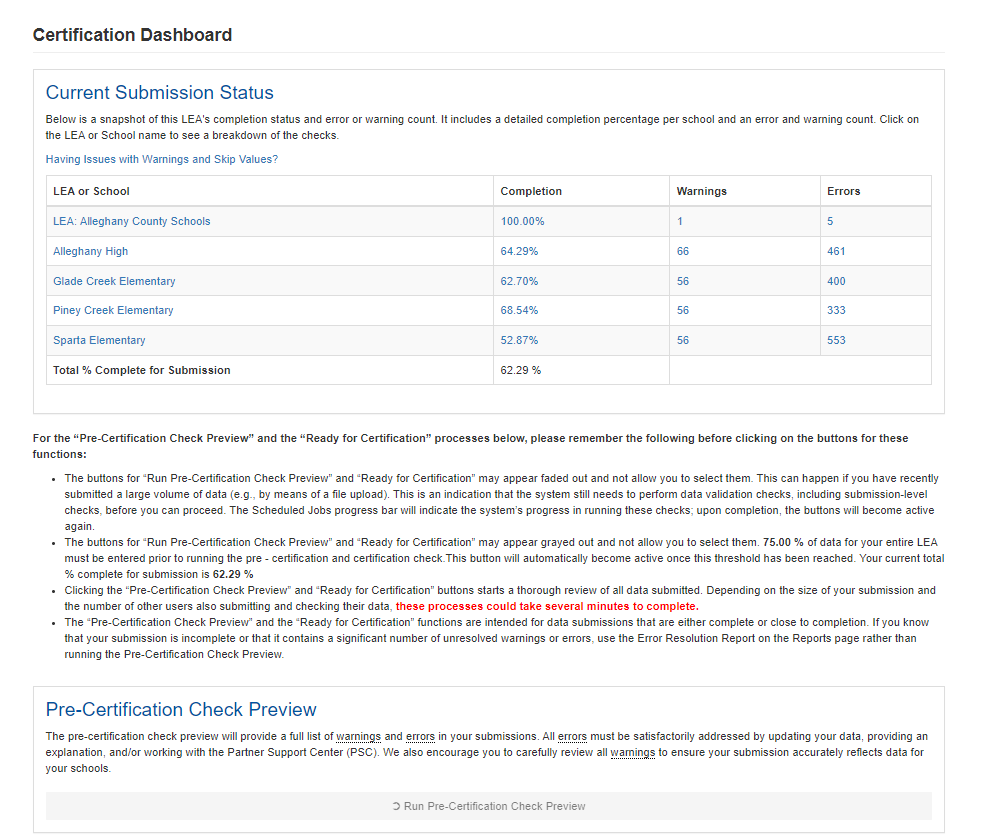 Certification Dashboard
Current Submission Status
Below is a snapshot of this LEA's completion status and error or warning count. It includes a detailed completion percentage per school and an error and warning count. Click on
the LEA or School name to see a breakdown of the checks.
Having Issues with Warnings and Skip Values?
LEA or School Completion Warnings Errors
LEA: Alleghany County Schools 100.00% 1 5
Alleghany High 64.29% 66 461
Glade Creek Elementary 62.70% 56 400
Piney Creek Elementary 68.54% 56 333
Sparta Elementary 52.87% 56 553
Total % Complete for Submission 62.29 %
For the “Pre-Certification Check Preview” and the “Ready for Certification” processes below, please remember the following before clicking on the buttons for these
functions:
• The buttons for “Run Pre-Certification Check Preview” and “Ready for Certification” may appear faded out and not allow you to select them. This can happen if you have recently
submitted a large volume of data (e.g., by means of a file upload). This is an indication that the system still needs to perform data validation checks, including submission-level
checks, before you can proceed. The Scheduled Jobs progress bar will indicate the system’s progress in running these checks; upon completion, the buttons will become active
again.
• The buttons for “Run Pre-Certification Check Preview” and “Ready for Certification” may appear grayed out and not allow you to select them. 75.00 % of data for your entire LEA
must be entered prior to running the pre - certification and certification check.This button will automatically become active once this threshold has been reached. Your current total
% complete for submission is 62.29 %
• Clicking the “Pre-Certification Check Preview” and “Ready for Certification” buttons starts a thorough review of all data submitted. Depending on the size of your submission and
the number of other users also submitting and checking their data, these processes could take several minutes to complete.
• The “Pre-Certification Check Preview” and the “Ready for Certification” functions are intended for data submissions that are either complete or close to completion. If you know
that your submission is incomplete or that it contains a significant number of unresolved warnings or errors, use the Error Resolution Report on the Reports page rather than
running the Pre-Certification Check Preview.
Pre-Certification Check Preview
The pre-certification check preview will provide a full list of warnings and errors in your submissions. All errors must be satisfactorily addressed by updating your data, providing an
explanation, and/or working with the Partner Support Center (PSC). We also encourage you to carefully review all warnings to ensure your submission accurately reflects data for
your schools.
Run Pre-Certification Check Preview